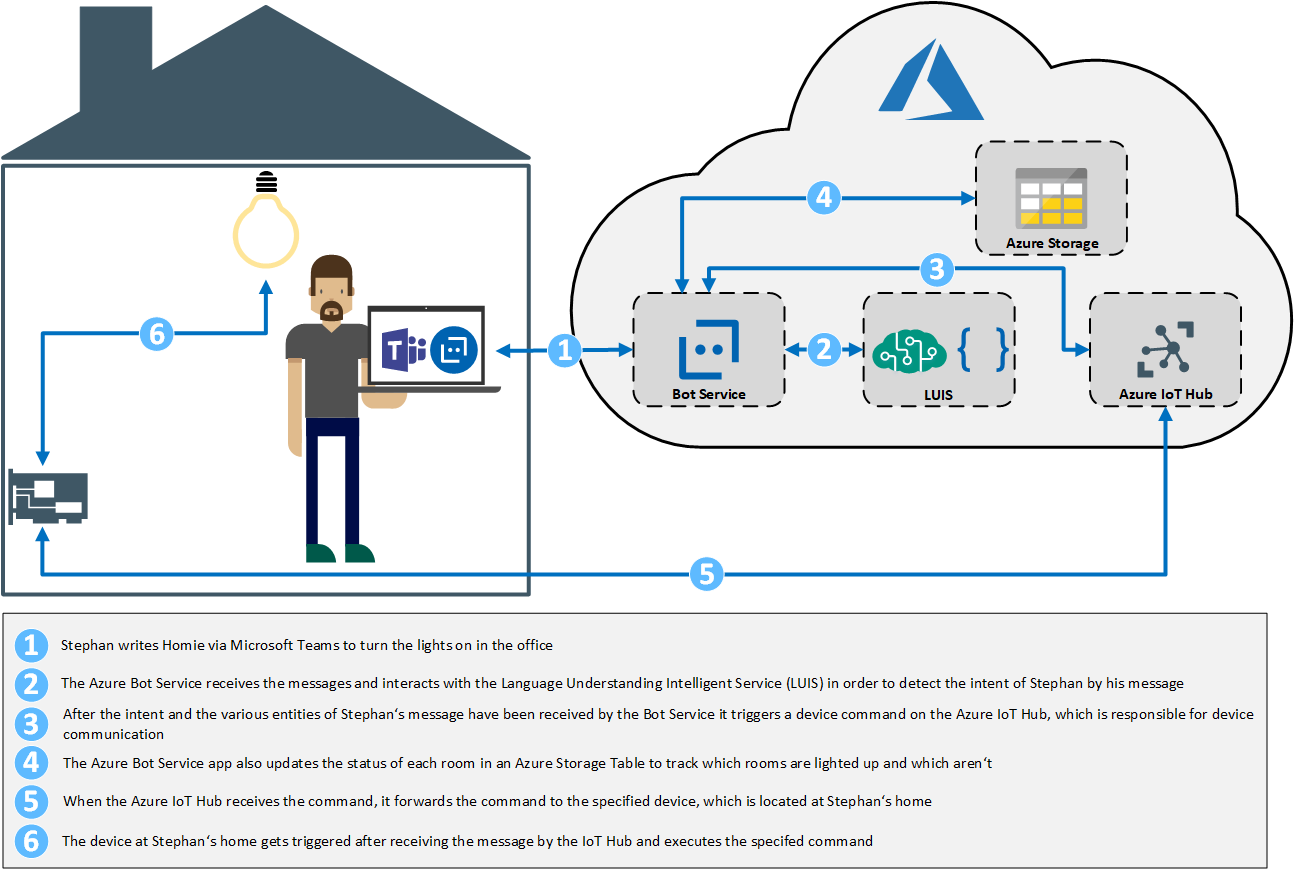 4
Azure Storage
3
6
T
1
2
Bot Service
LUIS
Azure IoT Hub
5
1 Stephan writes Homie via Microsoft Teams to turn the lights on in the office
2 The Azure Bot Service receives the messages and interacts with the Language Understanding Intelligent Service (LUIS) in order to detect the intent of Stephan by his message
3 After the intent and the various entities of Stephan‘s message have been received by the Bot Service it triggers a device command on the Azure IoT Hub, which is responsible for device
communication
4 The Azure Bot Service app also updates the status of each room in an Azure Storage Table to track which rooms are lighted up and which aren‘t
5 When the Azure IoT Hub receives the command, it forwards the command to the specified device, which is located at Stephan‘s home
6 The device at Stephan‘s home gets triggered after receiving the message by the IoT Hub and executes the specifed command